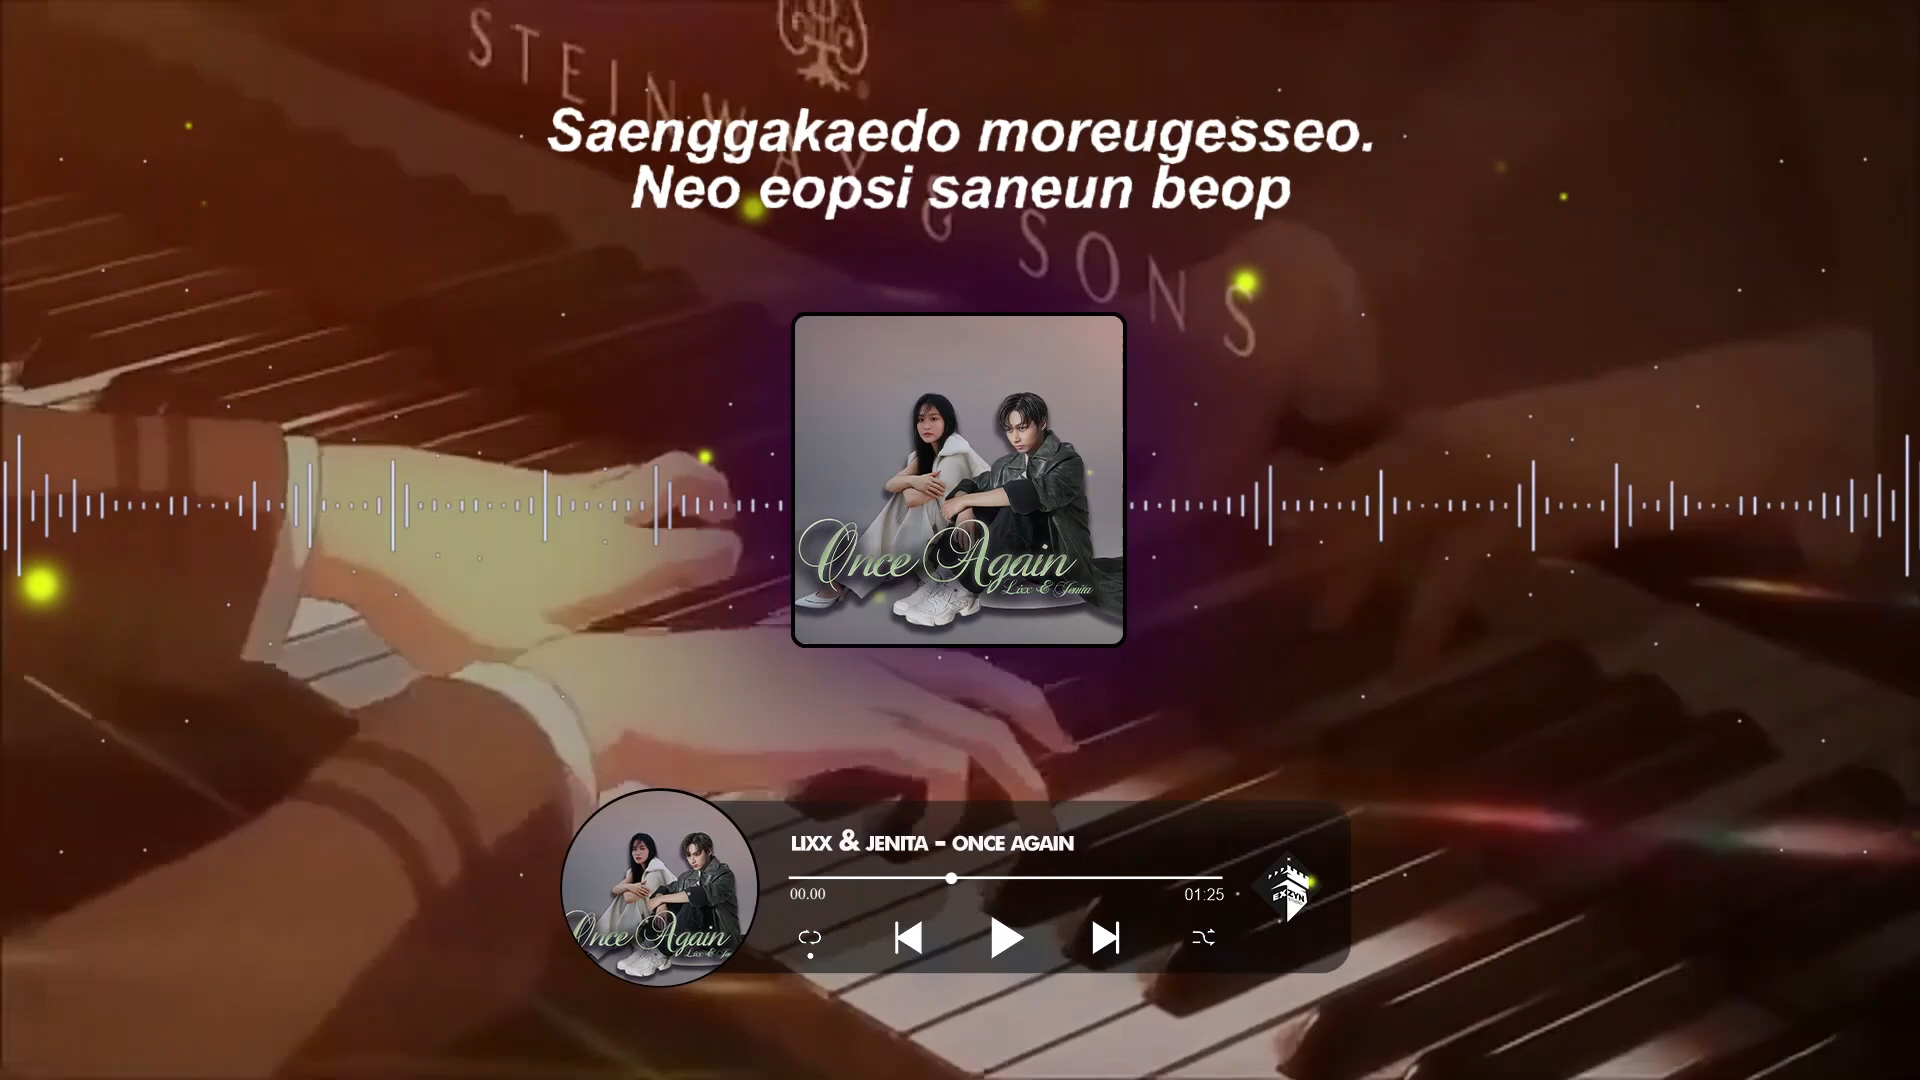 STEINWAY & SONS
Saenggakaedo moreugesseo.
Neo eopsi saneun beop
Once Again
Lixx & Jenita
LIXX & JENITA - ONCE AGAIN
00.00
01:25
EXZYN
Once Again